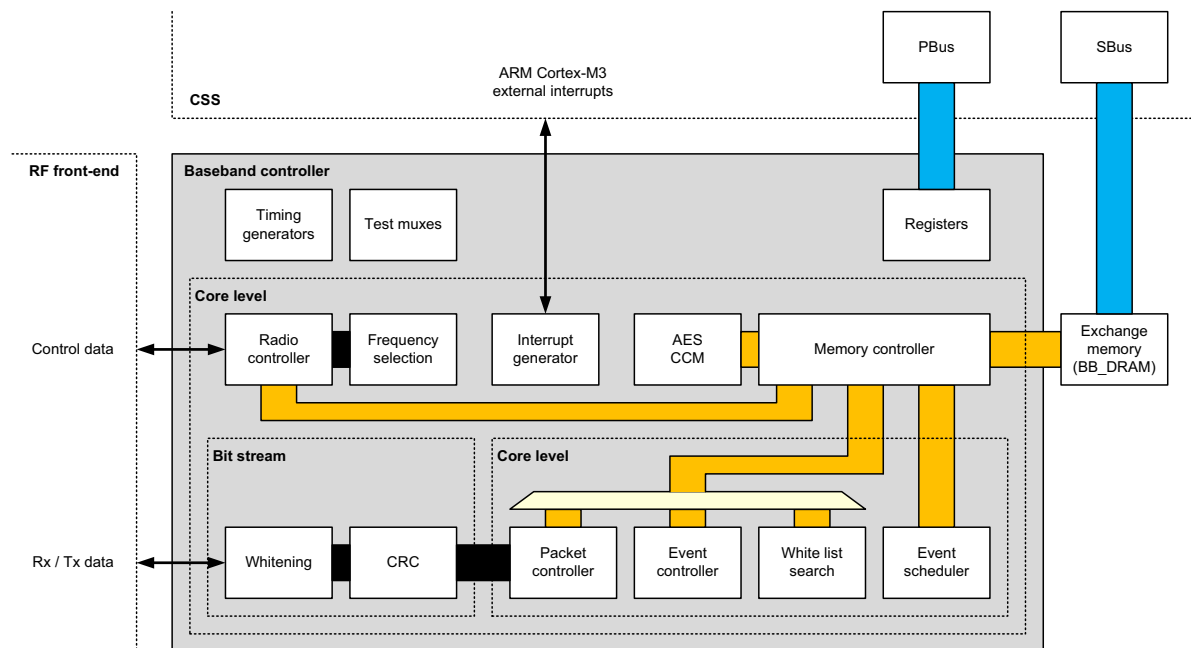 PBus
SBus
ARM Cortex-M3
external interrupts
CSS
RF front-end
Baseband controller
Timing
generators
Test muxes
Registers
Core level
Control data
Radio
controller
Frequency
selection
Interrupt
generator
AES
CCM
Memory controller
Exchange
memory
(BB_DRAM)
Bit stream
Core level
Rx / Tx data
Whitening
CRC
Packet
controller
Event
controller
White list
search
Event
scheduler